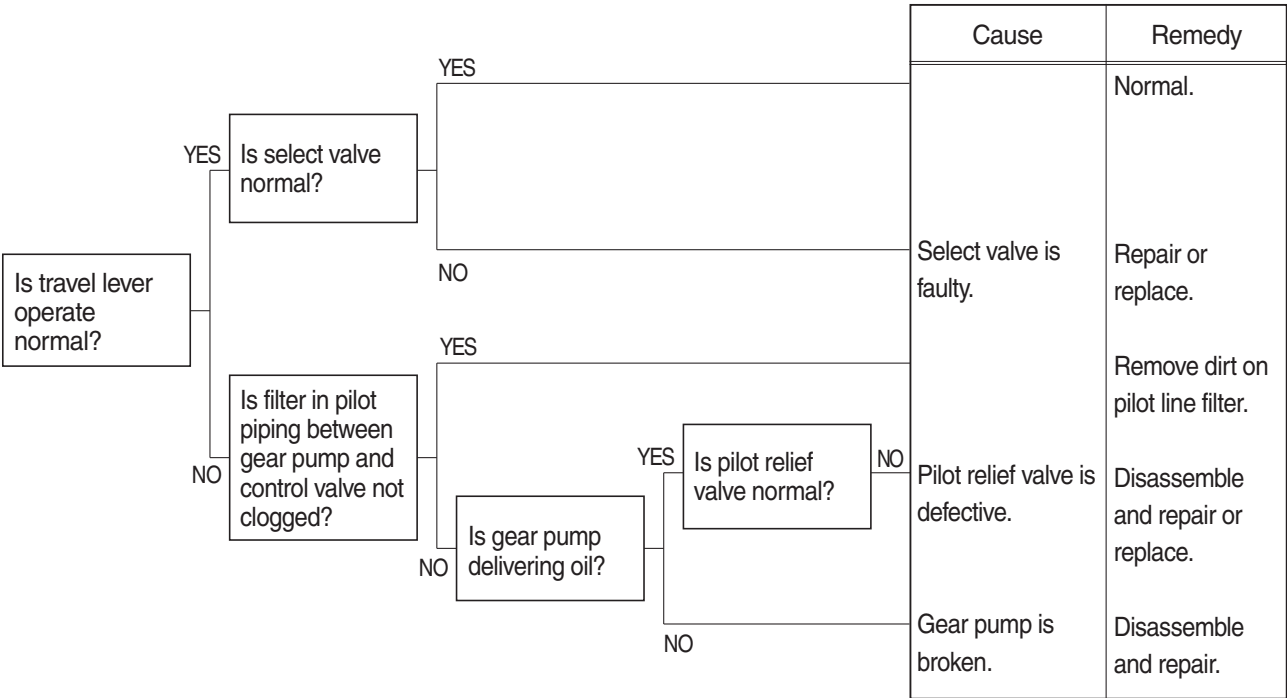 Cause
Remedy
YES
Normal.
YES
Is select valve
normal?
NO
Select valve is
faulty.
Repair or
replace.
Is travel lever
operate
normal?
YES
Remove dirt on
pilot line filter.
NO
Is filter in pilot
piping between
gear pump and
control valve not
clogged?
YES
Is pilot relief
valve normal?
NO
Pilot relief valve is
defective.
Disassemble
and repair or
replace.
NO
Is gear pump
delivering oil?
NO
Gear pump is
broken.
Disassemble
and repair.